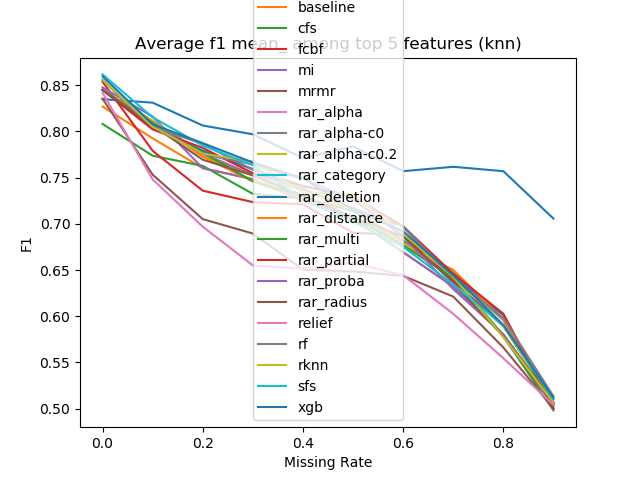 baseline
Average f1 mean_ among top 5 features (knn)
cfs
fcbf
mi
mrmr
rar_alpha
rar_alpha-c0
rar_alpha-c0.2
rar_category
rar_deletion
rar_distance
rar_multi
rar_partial
rar_proba
rar_radius
relief
rf
rknn
sfs
xgb
F1
0.85
0.80
0.75
0.70
0.65
0.60
0.55
0.50
0.0 0.2 0.4 0.6 0.8
Missing Rate